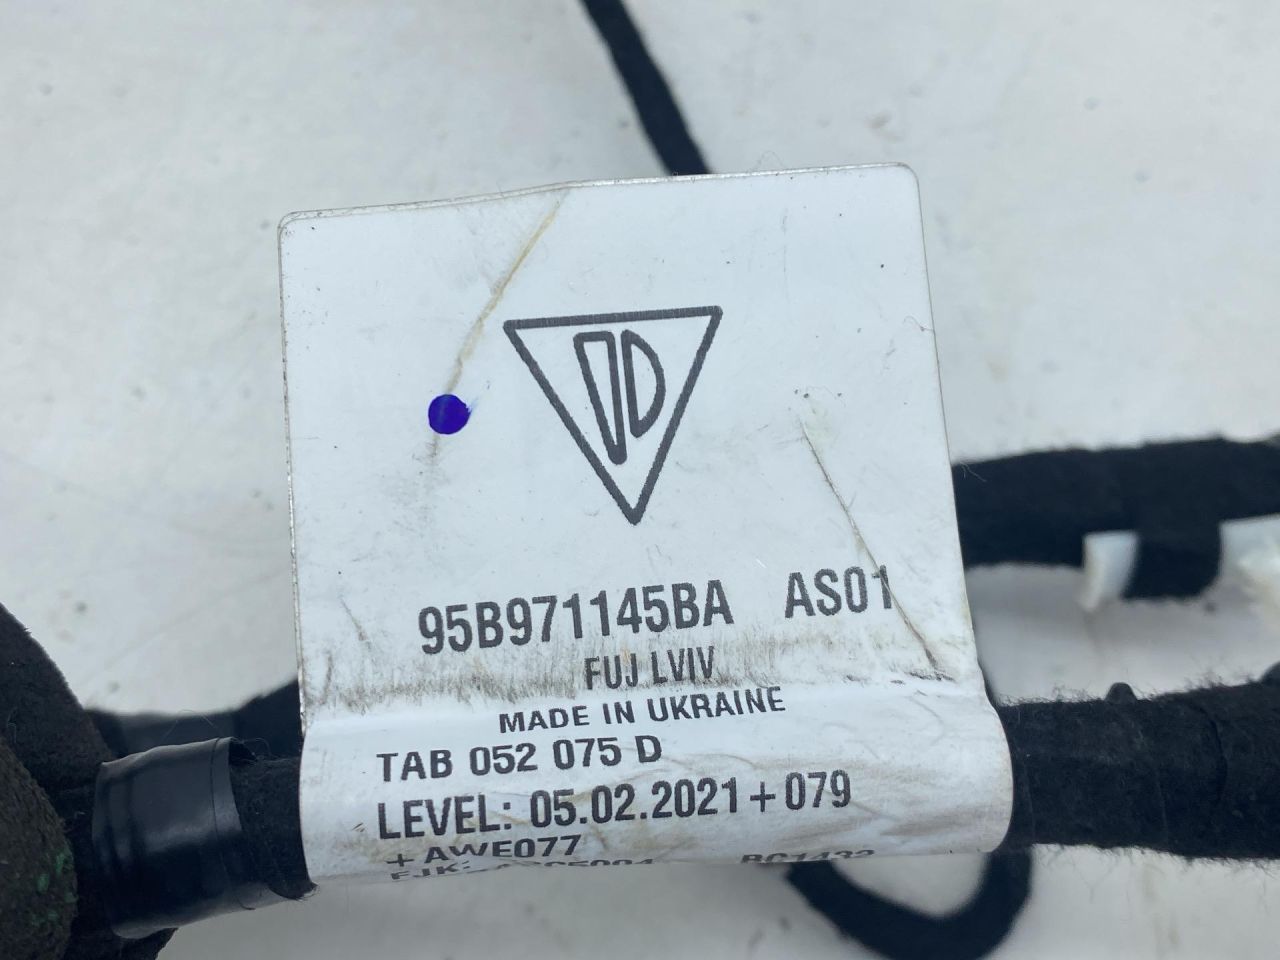 95B971145BA AS01
FUJ LVIV
MADE IN UKRAINE
TAB 052 075 D
LEVEL: 05.02.2021 + 079
+ AWE077